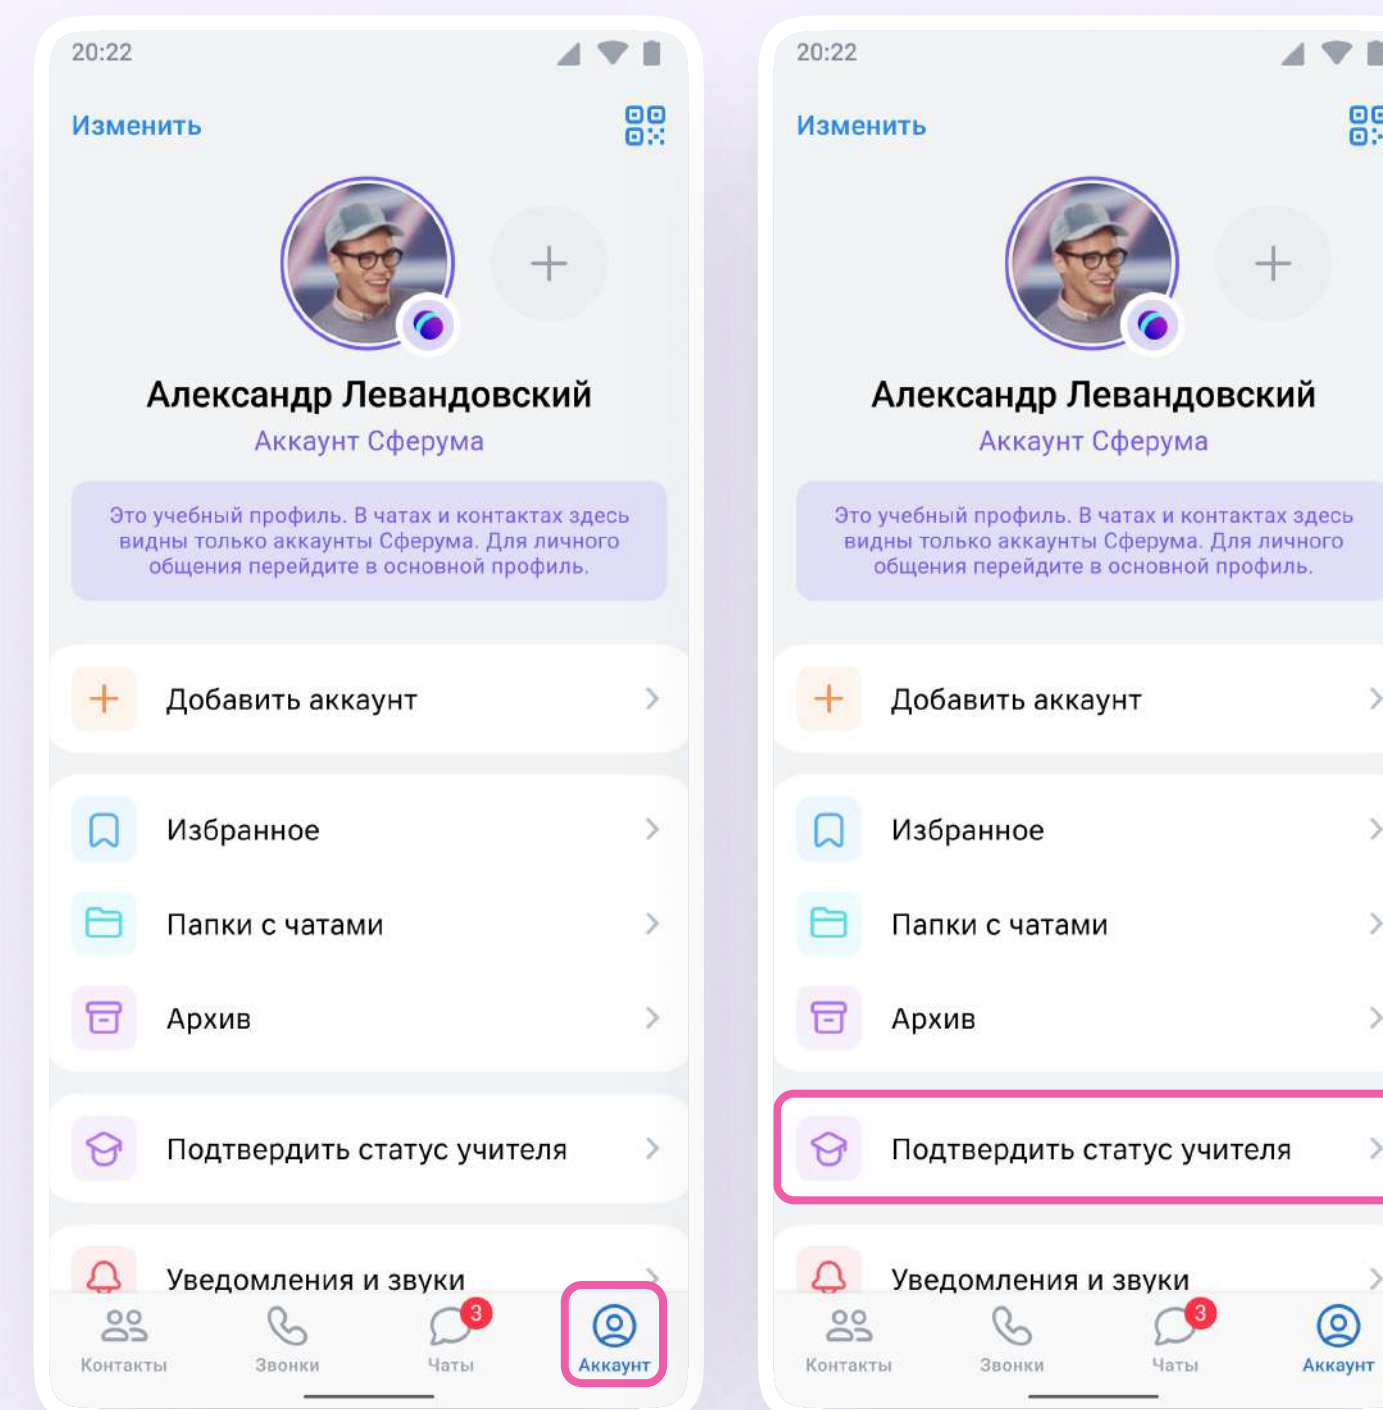 20:22
Изменить
Александр Левандовский
Аккаунт Сферума
Это учебный профиль. В чатах и контактах здесь
видны только аккаунты Сферума. Для личного
общения перейдите в основной профиль.
Добавить аккаунт
Избранное
Папки с чатами
Архив
Подтвердить статус учителя
Уведомления и звуки
3
Контакты
Звонки
Чаты
Аккаунт
20:22
Изменить
Александр Левандовский
Аккаунт Сферума
Это учебный профиль. В чатах и контактах здесь
видны только аккаунты Сферума. Для личного
общения перейдите в основной профиль.
Добавить аккаунт
Избранное
Папки с чатами
Архив
Подтвердить статус учителя
Уведомления и звуки
3
Контакты
Звонки
Чаты
Аккаунт